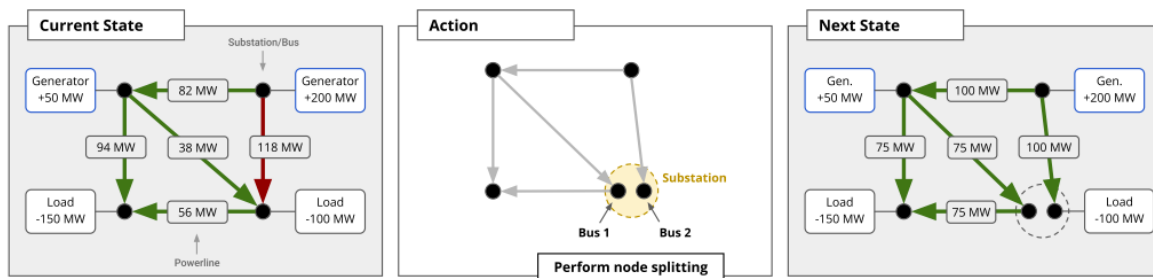 Current State
Substation/Bus
Generator
+50 MW
82 MW
Generator
+200 MW
94 MW
38 MW
118 MW
Load
-150 MW
56 MW
Load
-100 MW
Powerline
Action
Substation
Bus 1
Bus 2
Perform node splitting
Next State
Gen.
+50 MW
100 MW
Gen.
+200 MW
75 MW
75 MW
100 MW
Load
-150 MW
75 MW
Load
-100 MW